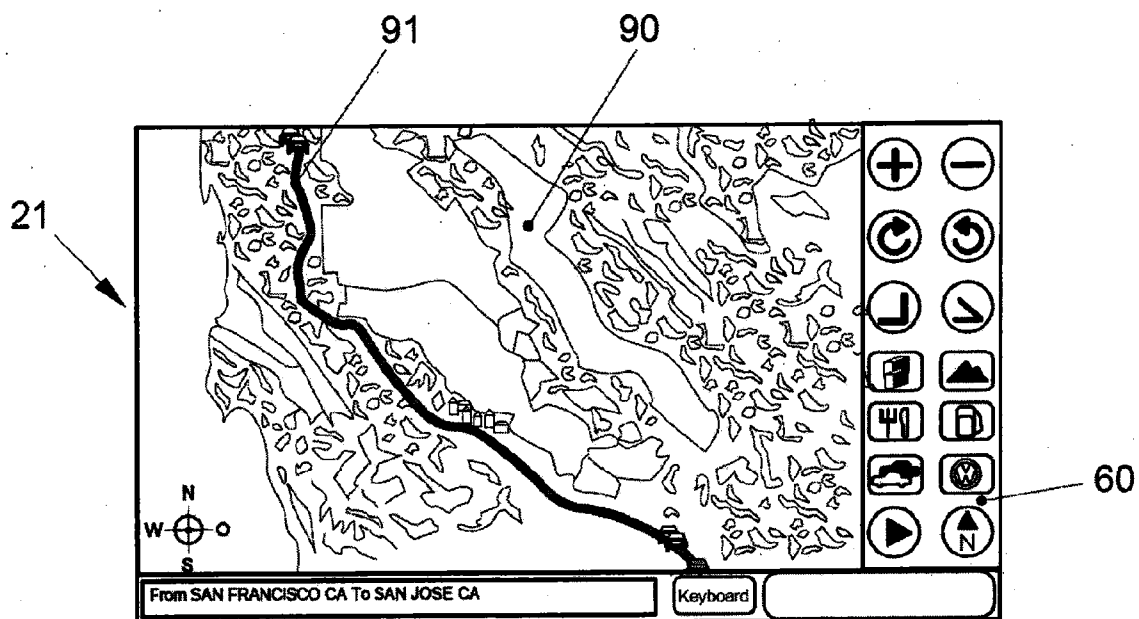 91
90
21
N
W O
S
60
N
From SAN FRANCISCO CA To SAN JOSE CA
Keyboard